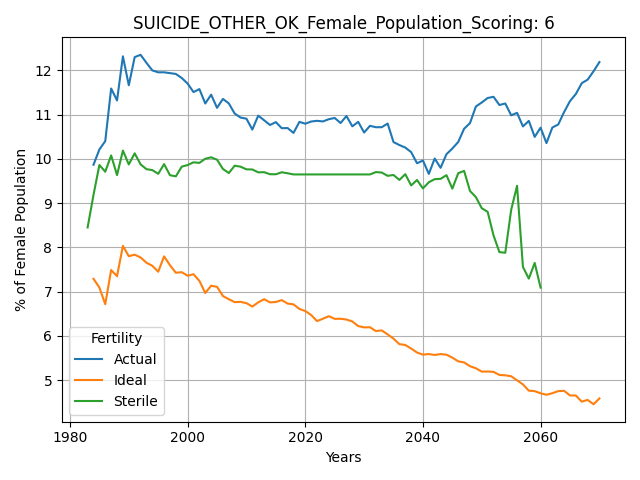 SUICIDE_OTHER_OK_Female_Population_Scoring: 6
% of Female Population
12
11
10
9
8
7
6
5
Fertility
Actual
Ideal
Sterile
1980 2000 2020 2040 2060
Years